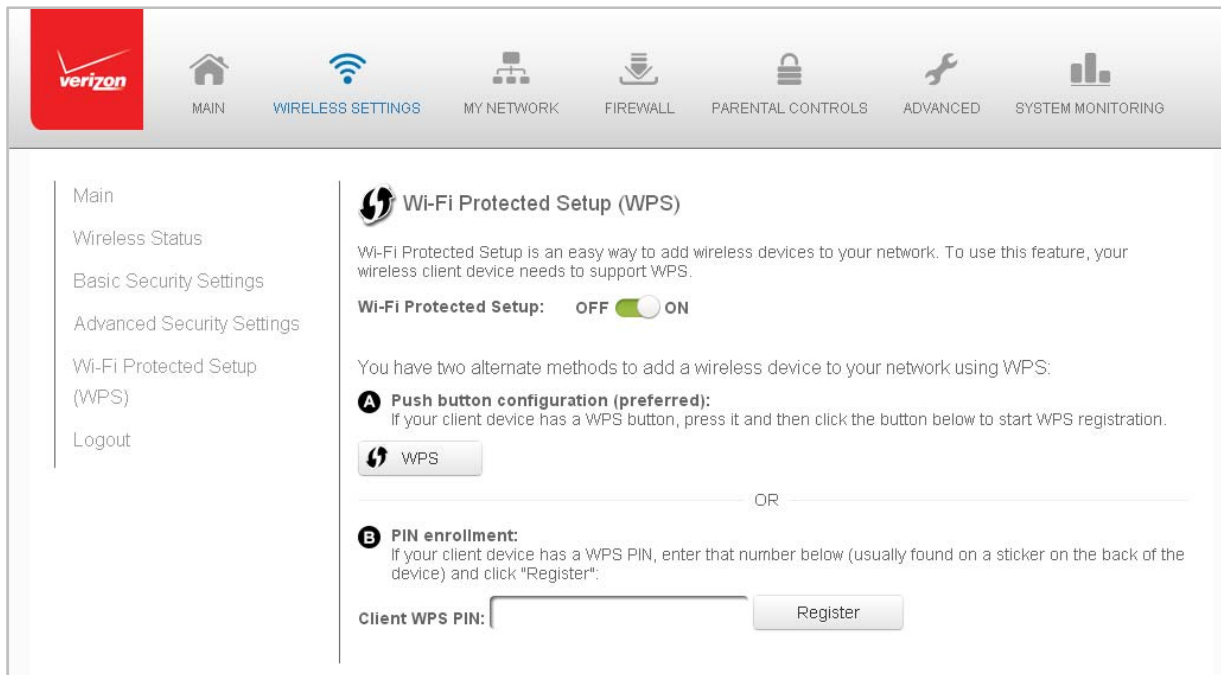 verizon
MAIN
WIRELESS SETTINGS
MY NETWORK
FIREWALL
PARENTAL CONTROLS
ADVANCED
SYSTEM MONITORING
Main
Wireless Status
Basic Security Settings
Advanced Security Settings
Wi-Fi Protected Setup
(WPS)
Logout
Wi-Fi Protected Setup (WPS)
Wi-Fi Protected Setup is an easy way to add wireless devices to your network. To use this feature, your
wireless client device needs to support WPS.
Wi-Fi Protected Setup: OFF ON
You have two alternate methods to add a wireless device to your network using WPS:
A Push button configuration (preferred):
If your client device has a WPS button, press it and then click the button below to start WPS registration.
WPS
OR
B PIN enrollment:
If your client device has a WPS PIN, enter that number below (usually found on a sticker on the back of the
device) and click "Register":
Client WPS PIN: Register